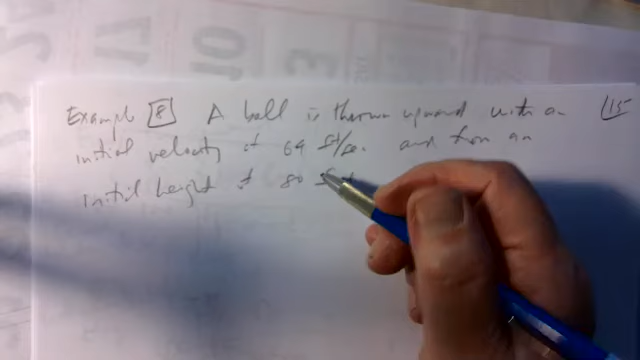 Example 8 A ball is thrown upward with an 115
initial velocity of 64 ft/sec. and from an
initial height of 80 ft